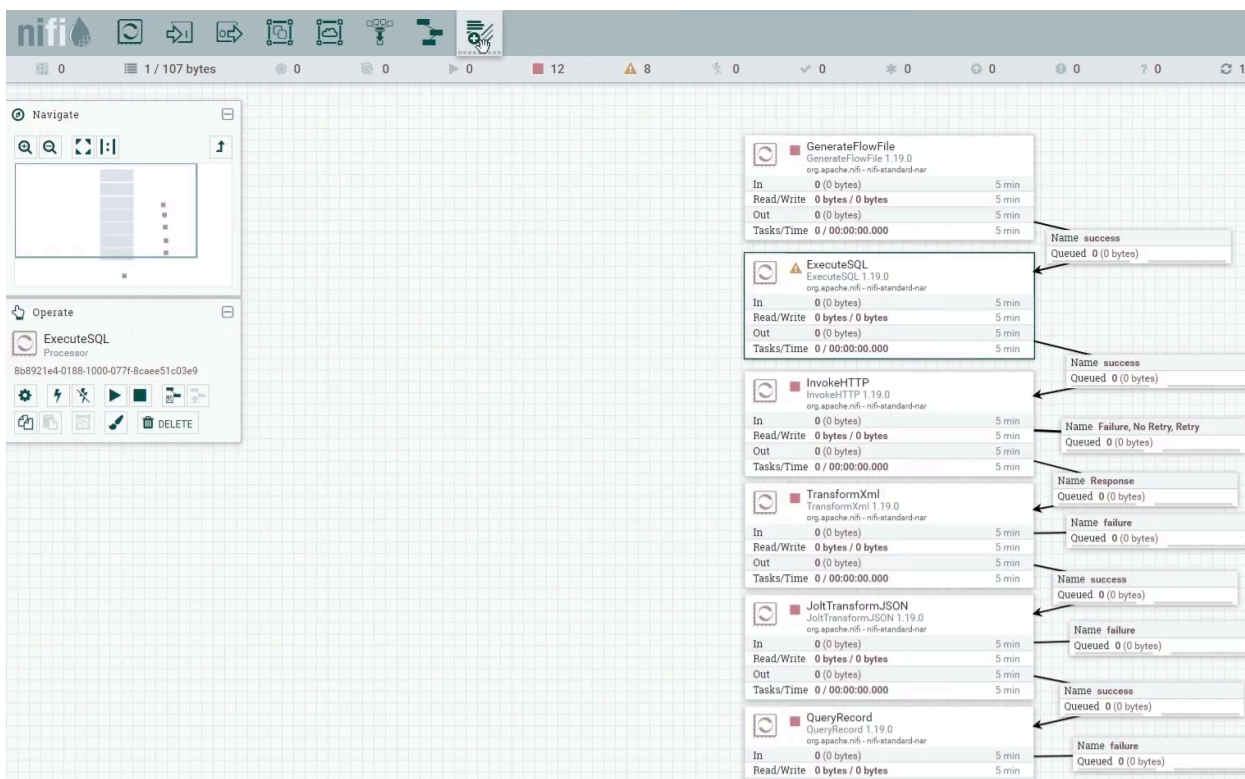 nifi
0 1 / 107 bytes 0 0 0 12 8 0 0 0 0 0 ? 0 1
Navigate
Operate
ExecuteSQL
Processor
8b8921e4-0188-1000-077f-8caee51c03e9
DELETE
GenerateFlowFile
GenerateFlowFile 1.19.0
org.apache.nifi - nifi-standard-nar
In 0 (0 bytes) 5 min
Read/Write 0 bytes / 0 bytes 5 min
Out 0 (0 bytes) 5 min
Tasks/Time 0 / 00:00:00.000 5 min
Name success
Queued 0 (0 bytes)
ExecuteSQL
ExecuteSQL 1.19.0
org.apache.nifi - nifi-standard-nar
In 0 (0 bytes) 5 min
Read/Write 0 bytes / 0 bytes 5 min
Out 0 (0 bytes) 5 min
Tasks/Time 0 / 00:00:00.000 5 min
Name success
Queued 0 (0 bytes)
InvokeHTTP
InvokeHTTP 1.19.0
org.apache.nifi - nifi-standard-nar
In 0 (0 bytes) 5 min
Read/Write 0 bytes / 0 bytes 5 min
Out 0 (0 bytes) 5 min
Tasks/Time 0 / 00:00:00.000 5 min
Name Failure, No Retry, Retry
Queued 0 (0 bytes)
Name Response
Queued 0 (0 bytes)
TransformXml
TransformXml 1.19.0
org.apache.nifi - nifi-standard-nar
In 0 (0 bytes) 5 min
Read/Write 0 bytes / 0 bytes 5 min
Out 0 (0 bytes) 5 min
Tasks/Time 0 / 00:00:00.000 5 min
Name failure
Queued 0 (0 bytes)
Name success
Queued 0 (0 bytes)
JoltTransformJSON
JoltTransformJSON 1.19.0
org.apache.nifi - nifi-standard-nar
In 0 (0 bytes) 5 min
Read/Write 0 bytes / 0 bytes 5 min
Out 0 (0 bytes) 5 min
Tasks/Time 0 / 00:00:00.000 5 min
Name failure
Queued 0 (0 bytes)
Name success
Queued 0 (0 bytes)
QueryRecord
QueryRecord 1.19.0
org.apache.nifi - nifi-standard-nar
In 0 (0 bytes) 5 min
Read/Write 0 bytes / 0 bytes 5 min
Name failure
Queued 0 (0 bytes)